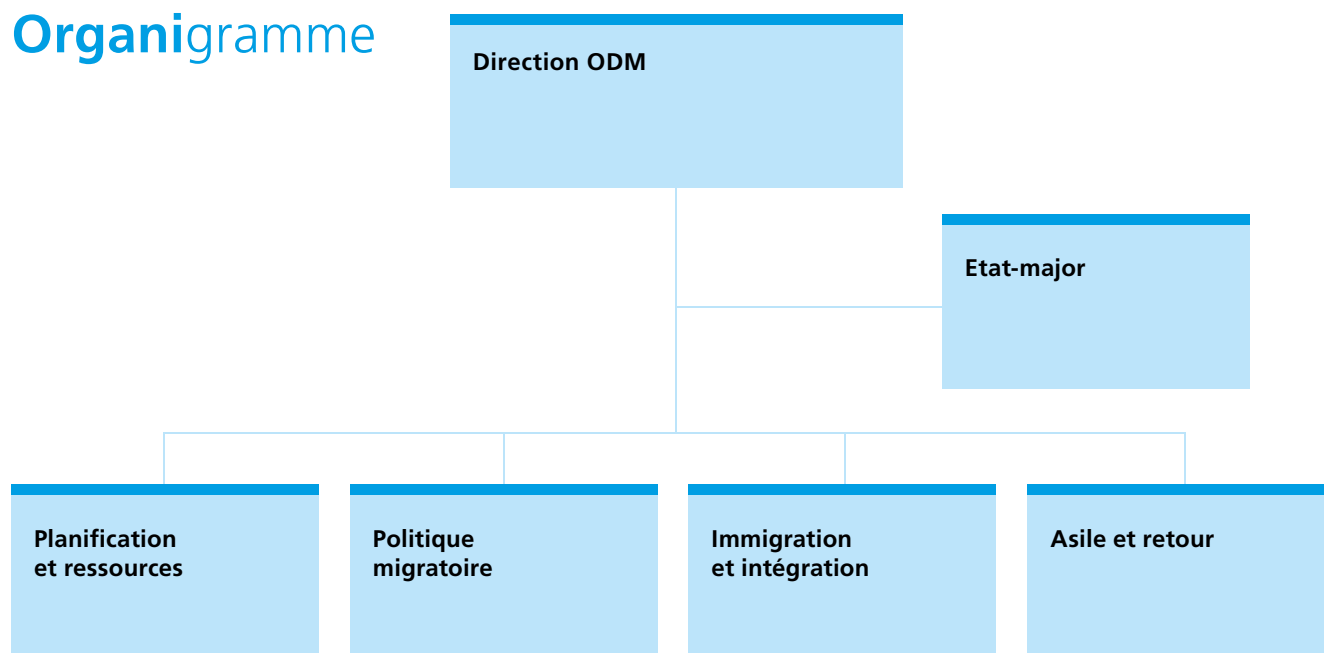 Organigramme
Direction ODM
Etat-major
Planification
et ressources
Politique
migratoire
Immigration
et intégration
Asile et retour